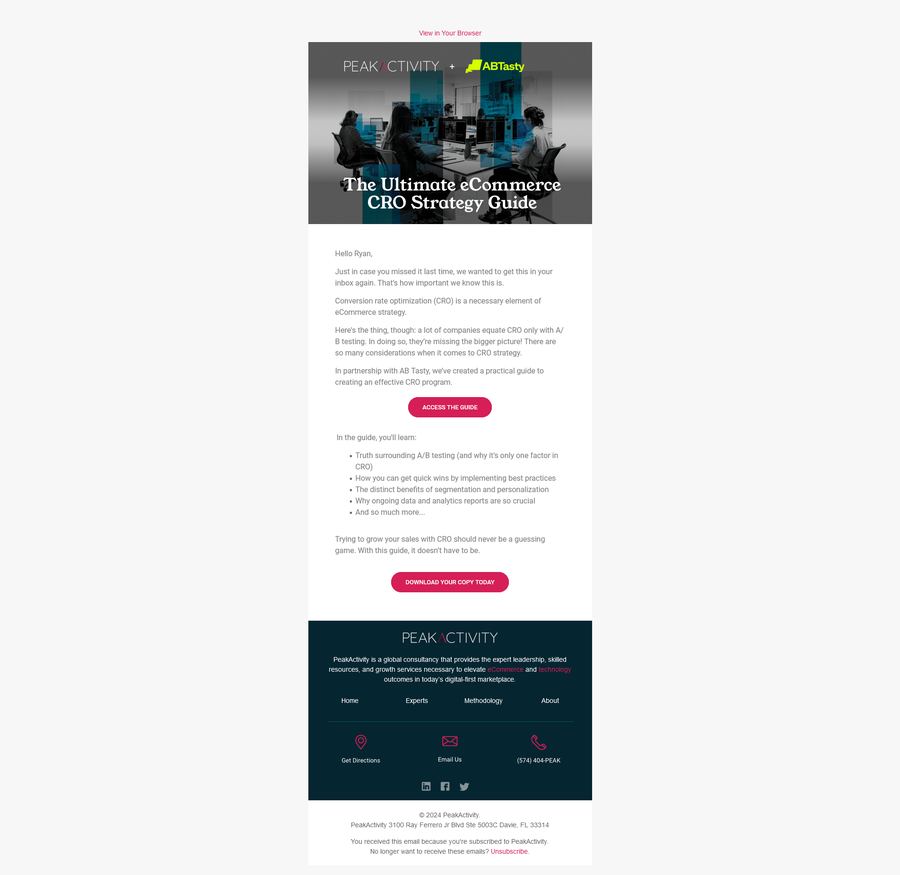 View in Your Browser
PEAKACTIVITY + ABTasty
The Ultimate eCommerce
CRO Strategy Guide
Hello Ryan,
Just in case you missed it last time, we wanted to get this in your
inbox again. That's how important we know this is.
Conversion rate optimization (CRO) is a necessary element of
eCommerce strategy.
Here's the thing, though: a lot of companies equate CRO only with A/
B testing. In doing so, they're missing the bigger picture! There are
so many considerations when it comes to CRO strategy.
In partnership with AB Tasty, we've created a practical guide to
creating an effective CRO program.
ACCESS THE GUIDE
In the guide, you'll learn:
• Truth surrounding A/B testing (and why it's only one factor in
CRO)
• How you can get quick wins by implementing best practices
• The distinct benefits of segmentation and personalization
• Why ongoing data and analytics reports are so crucial
• And so much more...
Trying to grow your sales with CRO should never be a guessing
game. With this guide, it doesn't have to be.
DOWNLOAD YOUR COPY TODAY
PEAKACTIVITY
PeakActivity is a global consultancy that provides the expert leadership, skilled
resources, and growth services necessary to elevate eCommerce and technology
outcomes in today's digital-first marketplace.
Home Experts Methodology About
Get Directions Email Us (574) 404-PEAK
© 2024 PeakActivity.
PeakActivity 3100 Ray Ferrero Jr Blvd Ste 5003C Davie, FL 33314
You received this email because you're subscribed to PeakActivity.
No longer want to receive these emails? Unsubscribe.